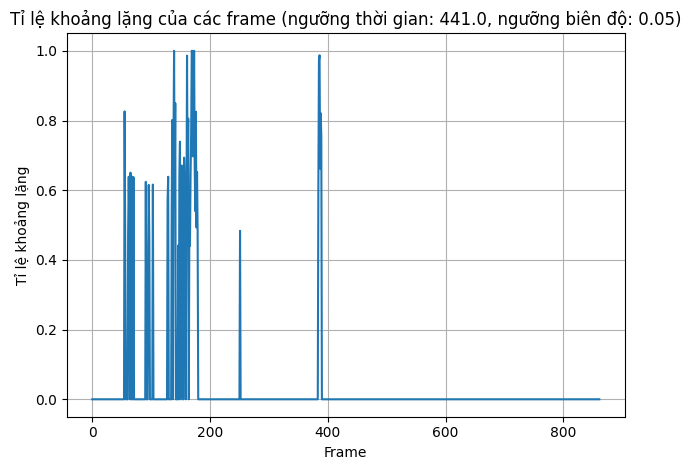 Tỉ lệ khoảng lặng của các frame (ngưỡng thời gian: 441.0, ngưỡng biên độ: 0.05)
1.0
0.8
0.6
0.4
0.2
0.0
Tỉ lệ khoảng lặng
0 200 400 600 800
Frame